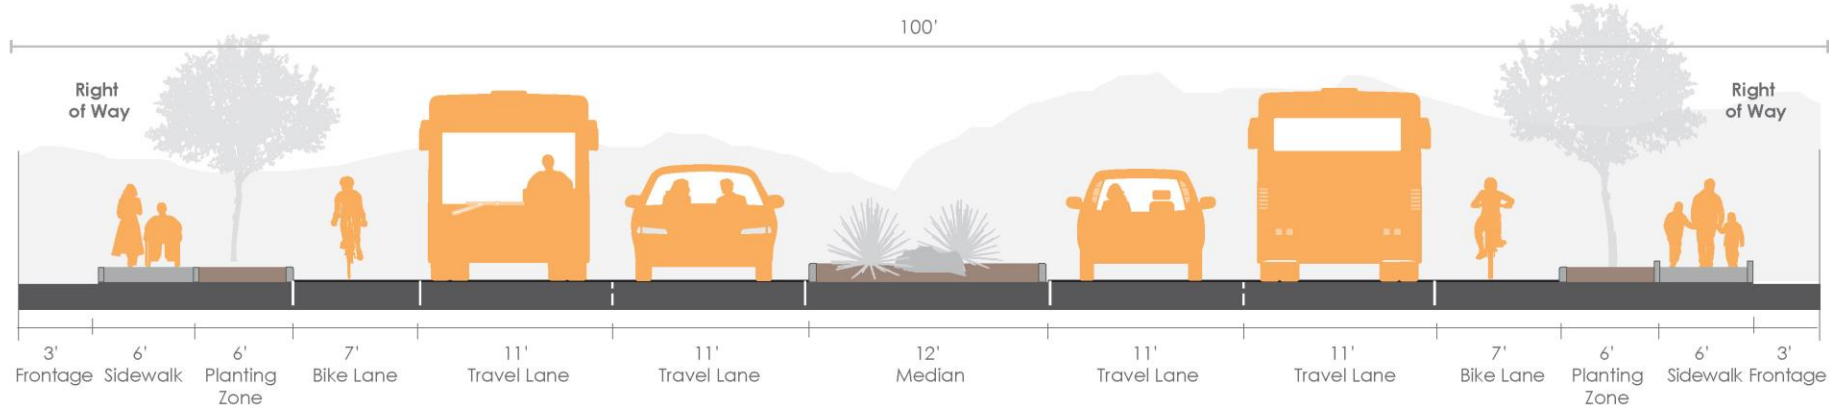 100'
Right
of Way
Right
of Way
3' 6' 6' 7' 11' 11' 12' 11' 11' 7' 6' 6' 3'
Frontage Sidewalk Planting Bike Lane Travel Lane Travel Lane Median Travel Lane Travel Lane Bike Lane Planting Sidewalk Frontage
Zone Zone